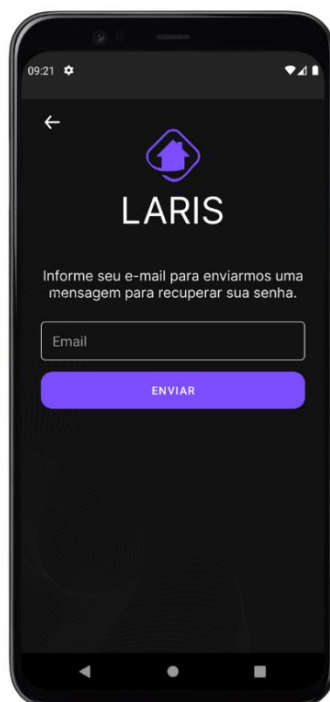 09:21
LARIS
Informe seu e-mail para enviarmos uma
mensagem para recuperar sua senha.
Email
ENVIAR